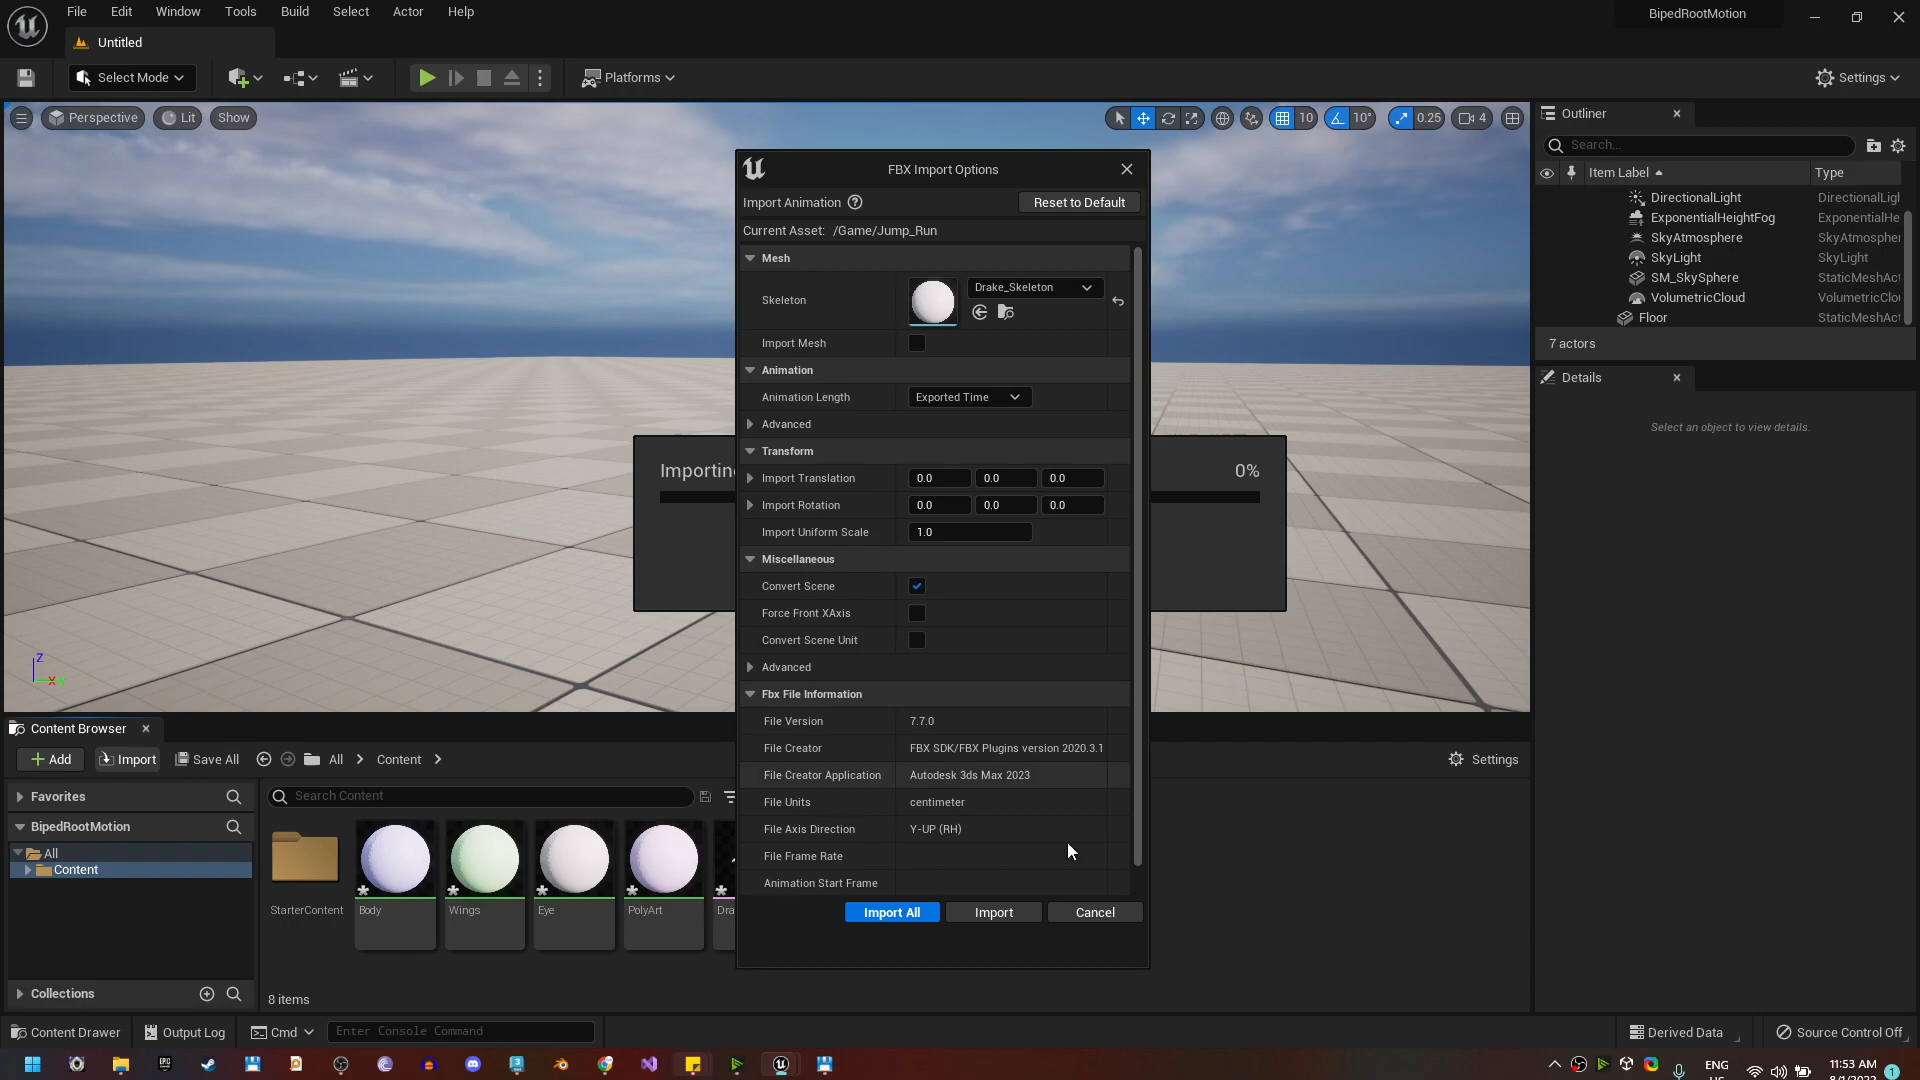 File Edit Window Tools Build Select Actor Help
BipedRootMotion
Untitled
Select Mode
Platforms
Settings
Perspective Lit Show
10 10° 0.25 4
Outliner
Search...
Item Label Type
DirectionalLight DirectionalLigl
ExponentialHeightFog ExponentialHe
SkyAtmosphere SkyAtmospher
SkyLight SkyLight
SM_SkySphere StaticMeshAct
VolumetricCloud VolumetricClou
Floor StaticMeshAct
7 actors
Details
Select an object to view details.
Importing 0%
FBX Import Options
Import Animation ? Reset to Default
Current Asset: /Game/Jump_Run
Mesh
Skeleton Drake_Skeleton
Import Mesh
Animation
Animation Length Exported Time
Advanced
Transform
Import Translation 0.0 0.0 0.0
Import Rotation 0.0 0.0 0.0
Import Uniform Scale 1.0
Miscellaneous
Convert Scene
Force Front XAxis
Convert Scene Unit
Advanced
Fbx File Information
File Version 7.7.0
File Creator FBX SDK/FBX Plugins version 2020.3.1
File Creator Application Autodesk 3ds Max 2023
File Units centimeter
File Axis Direction Y-UP (RH)
File Frame Rate
Animation Start Frame
Import All Import Cancel
Z
X Y
Content Browser
Add Import Save All All Content Settings
Favorites
Search Content
BipedRootMotion
All
Content
StarterContent Body Wings Eye PolyArt Dra
Collections
8 items
Content Drawer Output Log Cmd Enter Console Command Derived Data Source Control Off
ENG
11:53 AM
1